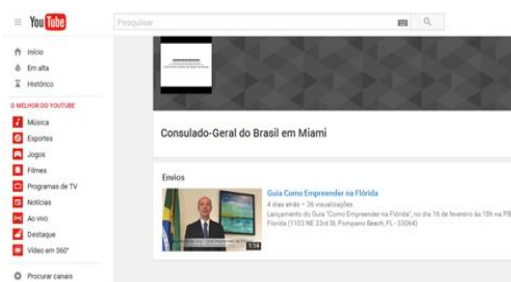 YouTube
Pesquisar
Início
Em alta
Histórico
O MELHOR DO YOUTUBE
Música
Esportes
Jogos
Filmes
Programas de TV
Notícias
Ao vivo
Destaque
Vídeo em 360°
Procurar canais
Consulado-Geral do Brasil em Miami
Envios
Guia Como Empreender na Flórida
4 dias atrás • 26 visualizações
Lançamento do Guia "Como Empreender na Flórida", no dia 16 de fevereiro às 10h na PIB
Florida (1103 NE 33rd St, Pompano Beach, FL - 33064)
1:14